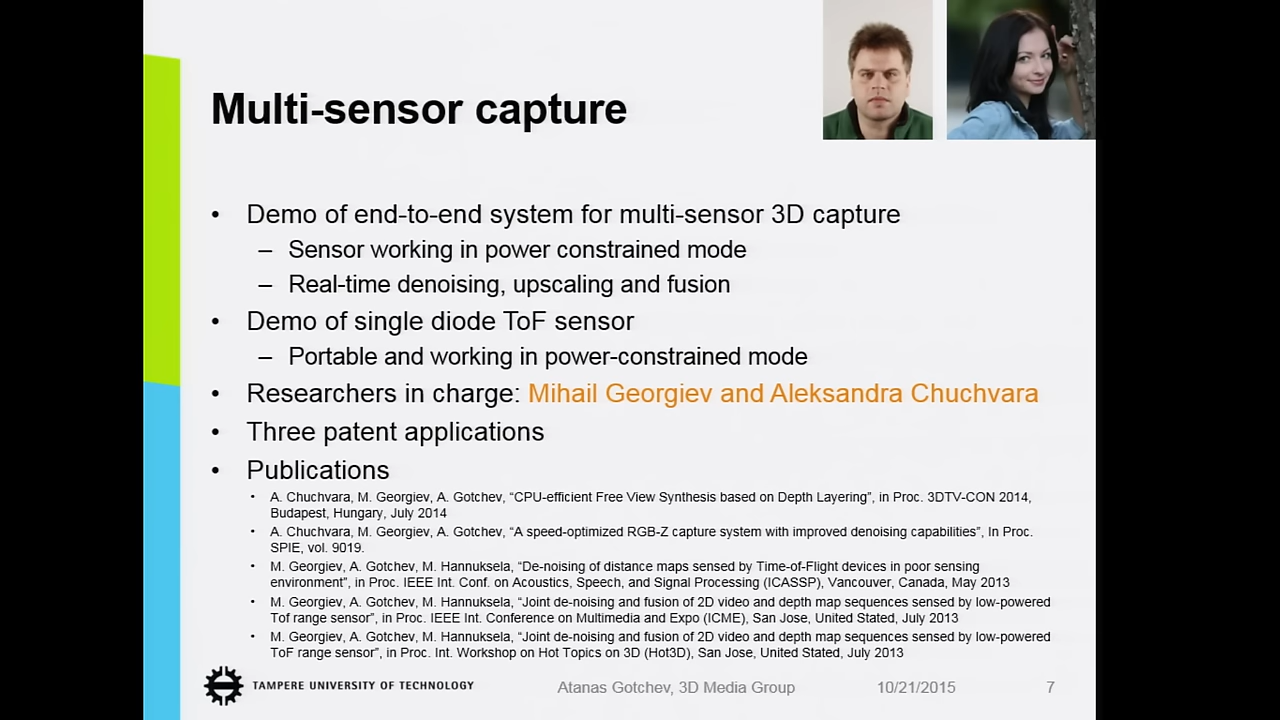 Multi-sensor capture
• Demo of end-to-end system for multi-sensor 3D capture
– Sensor working in power constrained mode
– Real-time denoising, upscaling and fusion
• Demo of single diode ToF sensor
– Portable and working in power-constrained mode
• Researchers in charge: Mihail Georgiev and Aleksandra Chuchvara
• Three patent applications
• Publications
• A. Chuchvara, M. Georgiev, A. Gotchev, “CPU-efficient Free View Synthesis based on Depth Layering”, in Proc. 3DTV-CON 2014,
Budapest, Hungary, July 2014
• A. Chuchvara, M. Georgiev, A. Gotchev, “A speed-optimized RGB-Z capture system with improved denoising capabilities”, In Proc.
SPIE, vol. 9019.
• M. Georgiev, A. Gotchev, M. Hannuksela, “De-noising of distance maps sensed by Time-of-Flight devices in poor sensing
environment”, in Proc. IEEE Int. Conf. on Acoustics, Speech, and Signal Processing (ICASSP), Vancouver, Canada, May 2013
• M. Georgiev, A. Gotchev, M. Hannuksela, “Joint de-noising and fusion of 2D video and depth map sequences sensed by low-powered
Tof range sensor”, in Proc. IEEE Int. Conference on Multimedia and Expo (ICME), San Jose, United Stated, July 2013
• M. Georgiev, A. Gotchev, M. Hannuksela, “Joint de-noising and fusion of 2D video and depth map sequences sensed by low-powered
ToF range sensor”, in Proc. Int. Workshop on Hot Topics on 3D (Hot3D), San Jose, United Stated, July 2013
TAMPERE UNIVERSITY OF TECHNOLOGY
Atanas Gotchev, 3D Media Group
10/21/2015
7